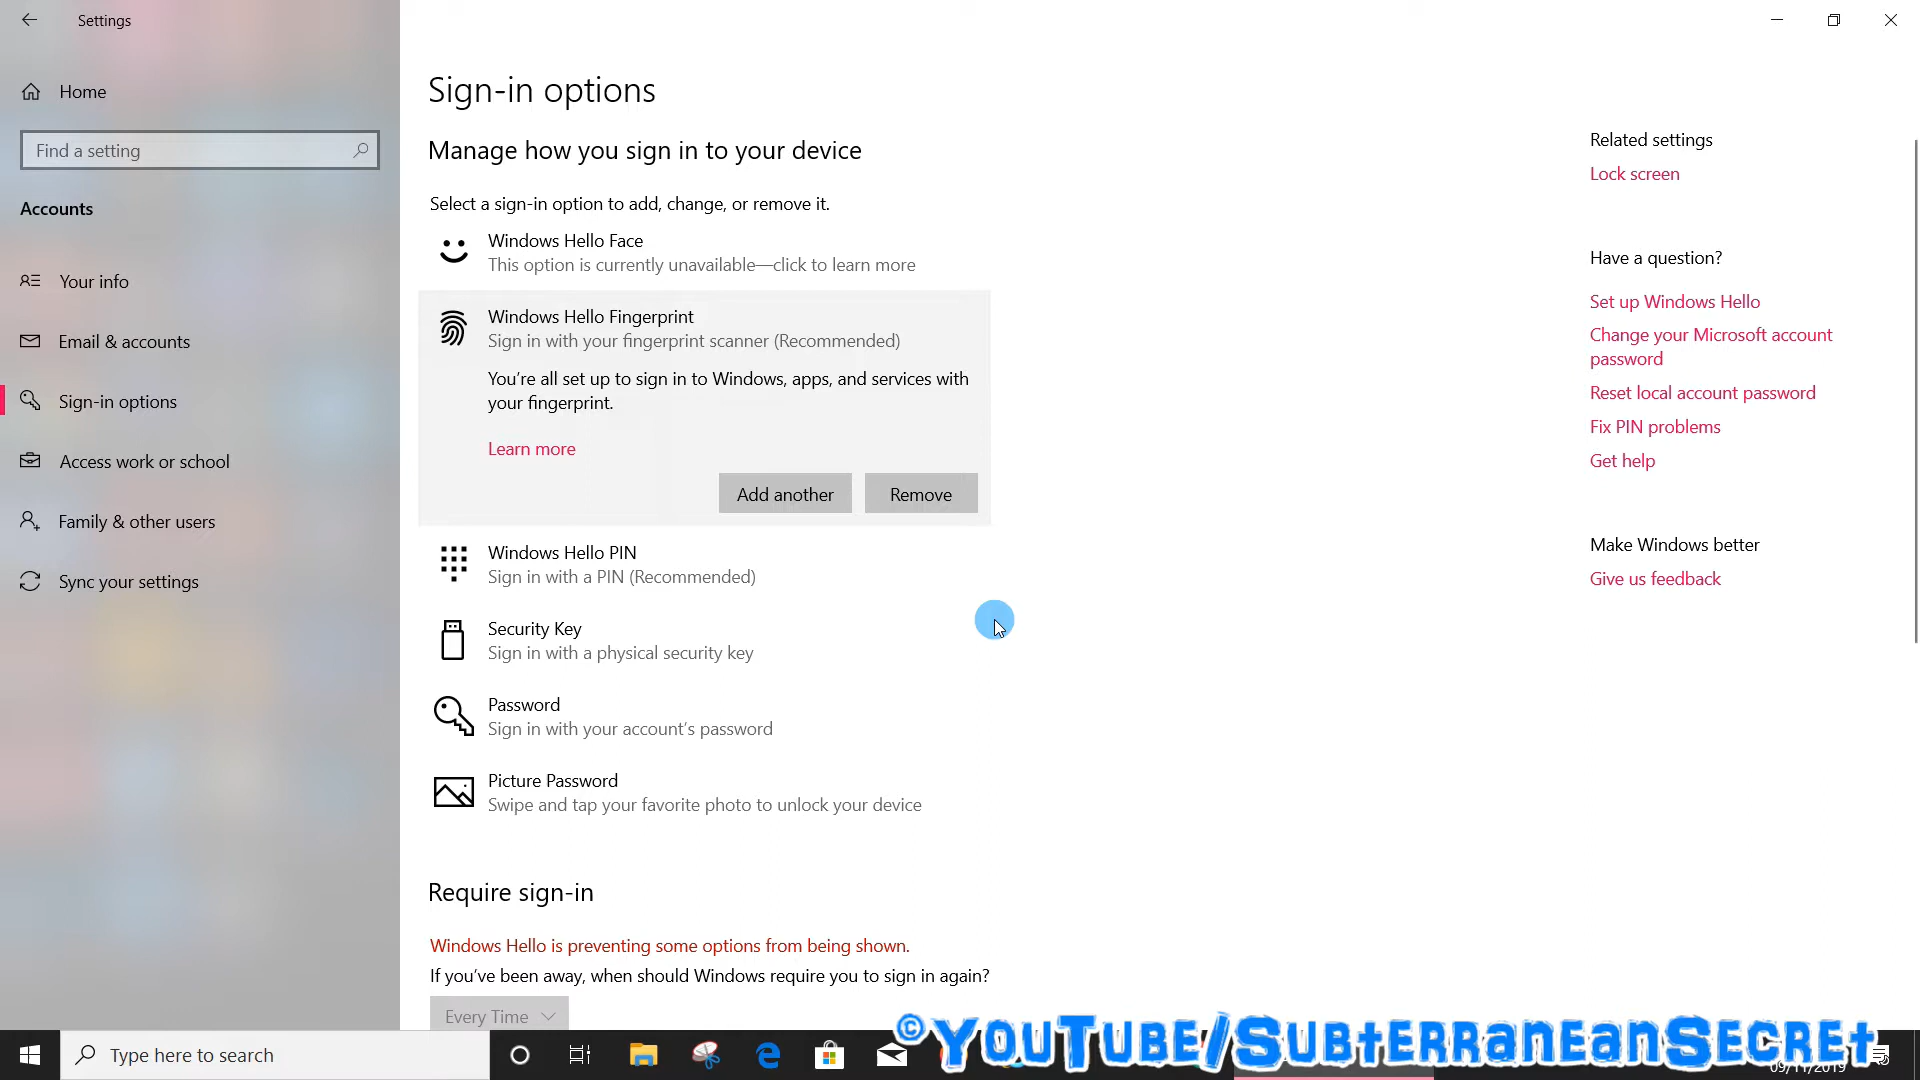 Settings
Home
Find a setting
Accounts
Your info
Email & accounts
Sign-in options
Access work or school
Family & other users
Sync your settings
Sign-in options
Manage how you sign in to your device
Select a sign-in option to add, change, or remove it.
Windows Hello Face
This option is currently unavailable—click to learn more
Windows Hello Fingerprint
Sign in with your fingerprint scanner (Recommended)
You're all set up to sign in to Windows, apps, and services with
your fingerprint.
Learn more
Add another
Remove
Windows Hello PIN
Sign in with a PIN (Recommended)
Security Key
Sign in with a physical security key
Password
Sign in with your account's password
Picture Password
Swipe and tap your favorite photo to unlock your device
Require sign-in
Windows Hello is preventing some options from being shown.
If you've been away, when should Windows require you to sign in again?
Every Time
Related settings
Lock screen
Have a question?
Set up Windows Hello
Change your Microsoft account
password
Reset local account password
Fix PIN problems
Get help
Make Windows better
Give us feedback
Type here to search
©YouTube/SubterraneanSecret
09/11/2019